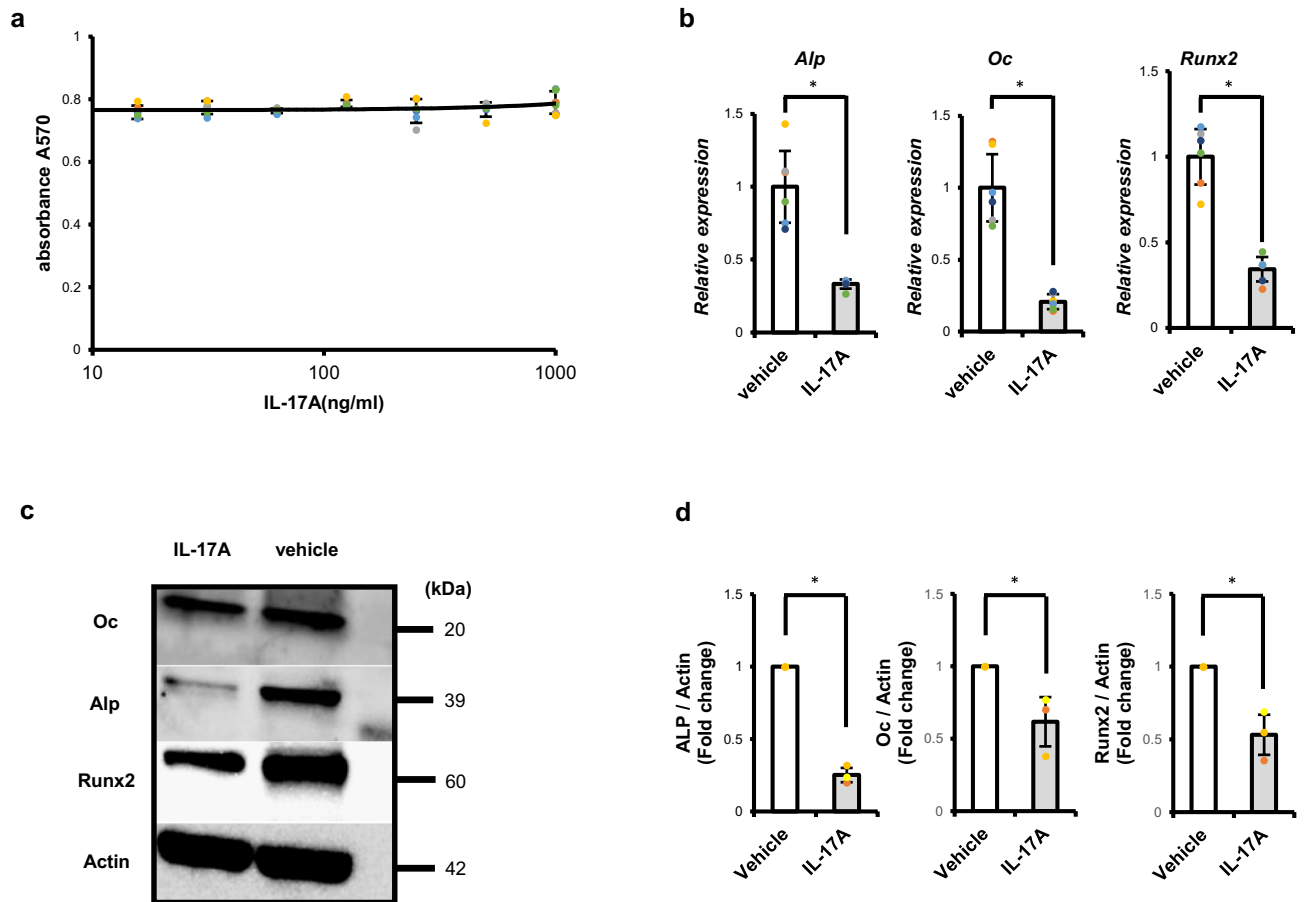 a
1
0.8
0.6
0.4
0.2
0
10
100
1000
absorbance A570
IL-17A(ng/ml)
b
Alp
*
1.5
1
0.5
0
Relative expression
vehicle
IL-17A
Oc
*
1.5
1
0.5
0
Relative expression
vehicle
IL-17A
Runx2
*
1.5
1
0.5
0
Relative expression
vehicle
IL-17A
c
IL-17A vehicle
(kDa)
Oc
20
Alp
39
Runx2
60
Actin
42
d
*
1.5
1
0.5
0
ALP / Actin
(Fold change)
Vehicle
IL-17A
*
1.5
1
0.5
0
Oc / Actin
(Fold change)
Vehicle
IL-17A
*
1.5
1
0.5
0
Runx2 / Actin
(Fold change)
Vehicle
IL-17A